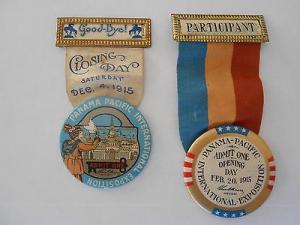 Good-Bye!
CLOSING
DAY
SATURDAY
DEC. 4, 1915
PANAMA PACIFIC INTERNATIONAL EXPOSITION
PARTICIPANT
PANAMA-PACIFIC
ADMIT ONE
OPENING
DAY
FEB. 20, 1915
INTERNATIONAL EXPOSITION